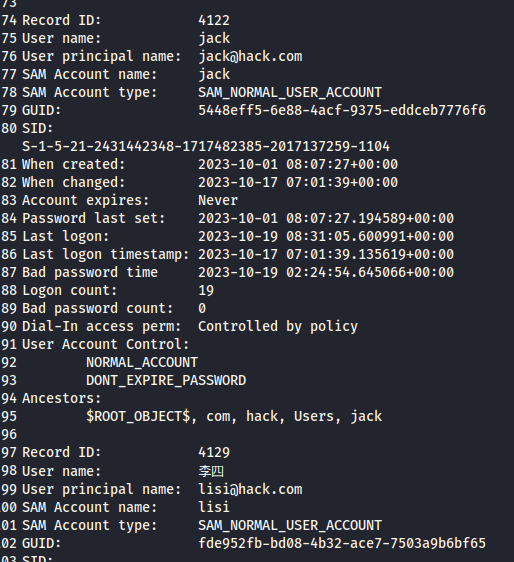 73
74 Record ID: 4122
75 User name: jack
76 User principal name: jack@hack.com
77 SAM Account name: jack
78 SAM Account type: SAM_NORMAL_USER_ACCOUNT
79 GUID: 5448eff5-6e88-4acf-9375-eddceb7776f6
80 SID:
S-1-5-21-2431442348-1717482385-2017137259-1104
81 When created: 2023-10-01 08:07:27+00:00
82 When changed: 2023-10-17 07:01:39+00:00
83 Account expires: Never
84 Password last set: 2023-10-01 08:07:27.194589+00:00
85 Last logon: 2023-10-19 08:31:05.600991+00:00
86 Last logon timestamp: 2023-10-17 07:01:39.135619+00:00
87 Bad password time 2023-10-19 02:24:54.645066+00:00
88 Logon count: 19
89 Bad password count: 0
90 Dial-In access perm: Controlled by policy
91 User Account Control:
92 NORMAL_ACCOUNT
93 DONT_EXPIRE_PASSWORD
94 Ancestors:
95 $ROOT_OBJECT$, com, hack, Users, jack
96
97 Record ID: 4129
98 User name: 李四
99 User principal name: lisi@hack.com
00 SAM Account name: lisi
01 SAM Account type: SAM_NORMAL_USER_ACCOUNT
02 GUID: fde952fb-bd08-4b32-ace7-7503a9b6bf65
03 SID: